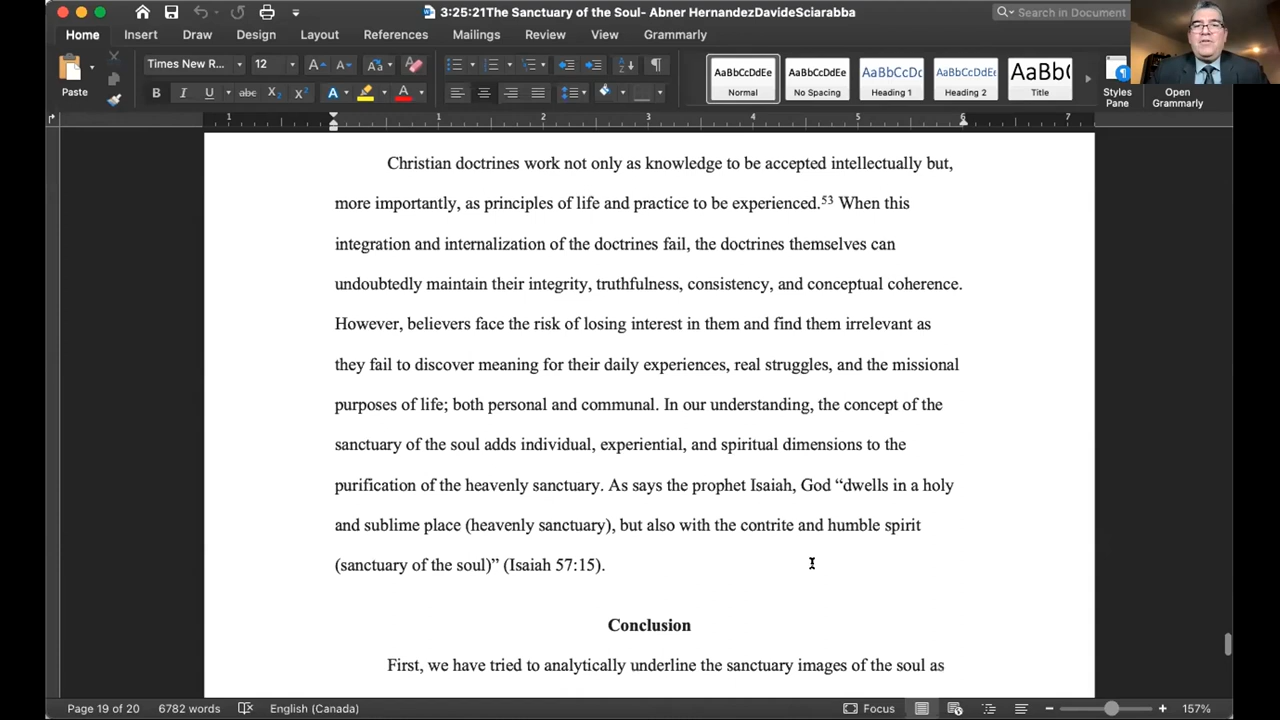 3:25:21The Sanctuary of the Soul- Abner HernandezDavideSciarabba
Search in Document
Home Insert Draw Design Layout References Mailings Review View Grammarly
Times New R... 12
Paste
AaBbCcDdEe AaBbCcDdEe AaBbCcDc AaBbCcDdEe AaBbC
Normal No Spacing Heading 1 Heading 2 Title
Styles Pane
Open Grammarly
1 1 2 3 4 5 6 7
Christian doctrines work not only as knowledge to be accepted intellectually but,
more importantly, as principles of life and practice to be experienced.53 When this
integration and internalization of the doctrines fail, the doctrines themselves can
undoubtedly maintain their integrity, truthfulness, consistency, and conceptual coherence.
However, believers face the risk of losing interest in them and find them irrelevant as
they fail to discover meaning for their daily experiences, real struggles, and the missional
purposes of life; both personal and communal. In our understanding, the concept of the
sanctuary of the soul adds individual, experiential, and spiritual dimensions to the
purification of the heavenly sanctuary. As says the prophet Isaiah, God “dwells in a holy
and sublime place (heavenly sanctuary), but also with the contrite and humble spirit
(sanctuary of the soul)” (Isaiah 57:15).
Conclusion
First, we have tried to analytically underline the sanctuary images of the soul as
Page 19 of 20 6782 words English (Canada) Focus 157%